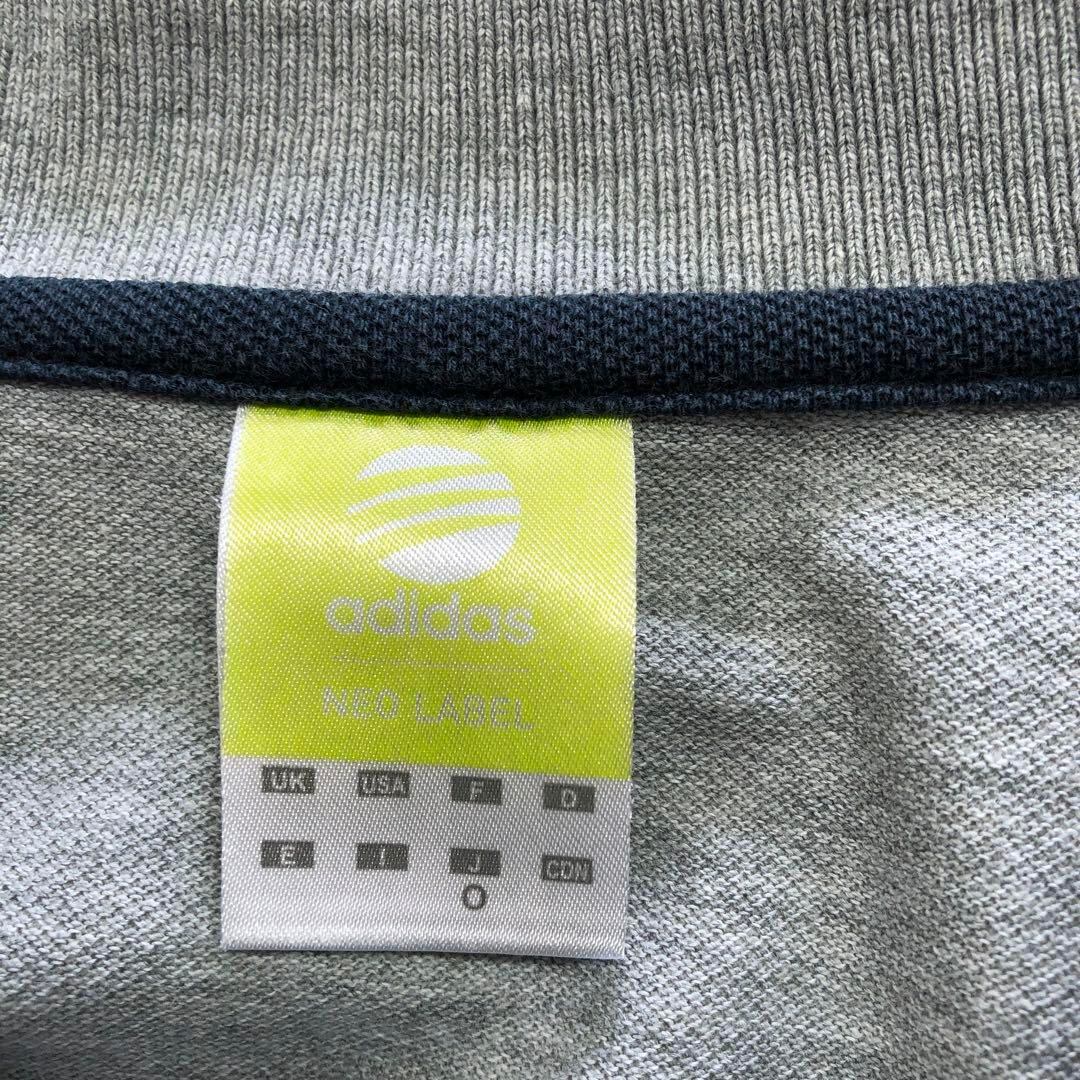 adidas
NEO LABEL
UK USA F D
E I J CDN
O